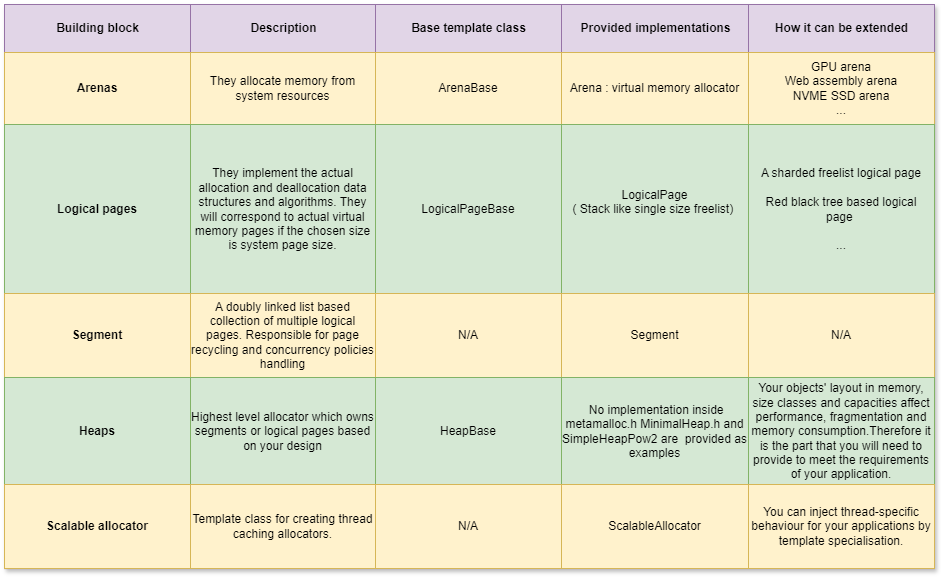 Building block
Description
Base template class
Provided implementations
How it can be extended
Arenas
They allocate memory from
system resources
ArenaBase
Arena : virtual memory allocator
GPU arena
Web assembly arena
NVME SSD arena
...
Logical pages
They implement the actual
allocation and deallocation data
structures and algorithms. They
will correspond to actual virtual
memory pages if the chosen size
is system page size.
LogicalPageBase
LogicalPage
( Stack like single size freelist)
A sharded freelist logical page
Red black tree based logical
page
...
Segment
A doubly linked list based
collection of multiple logical
pages. Responsible for page
recycling and concurrency policies
handling
N/A
Segment
N/A
Heaps
Highest level allocator which owns
segments or logical pages based
on your design
HeapBase
No implementation inside
metamalloc.h MinimalHeap.h and
SimpleHeapPow2 are  provided as
examples
Your objects' layout in memory,
size classes and capacities affect
performance, fragmentation and
memory consumption.Therefore it
is the part that you will need to
provide to meet the requirements
of your application.
Scalable allocator
Template class for creating thread
caching allocators.
N/A
ScalableAllocator
You can inject thread-specific
behaviour for your applications by
template specialisation.